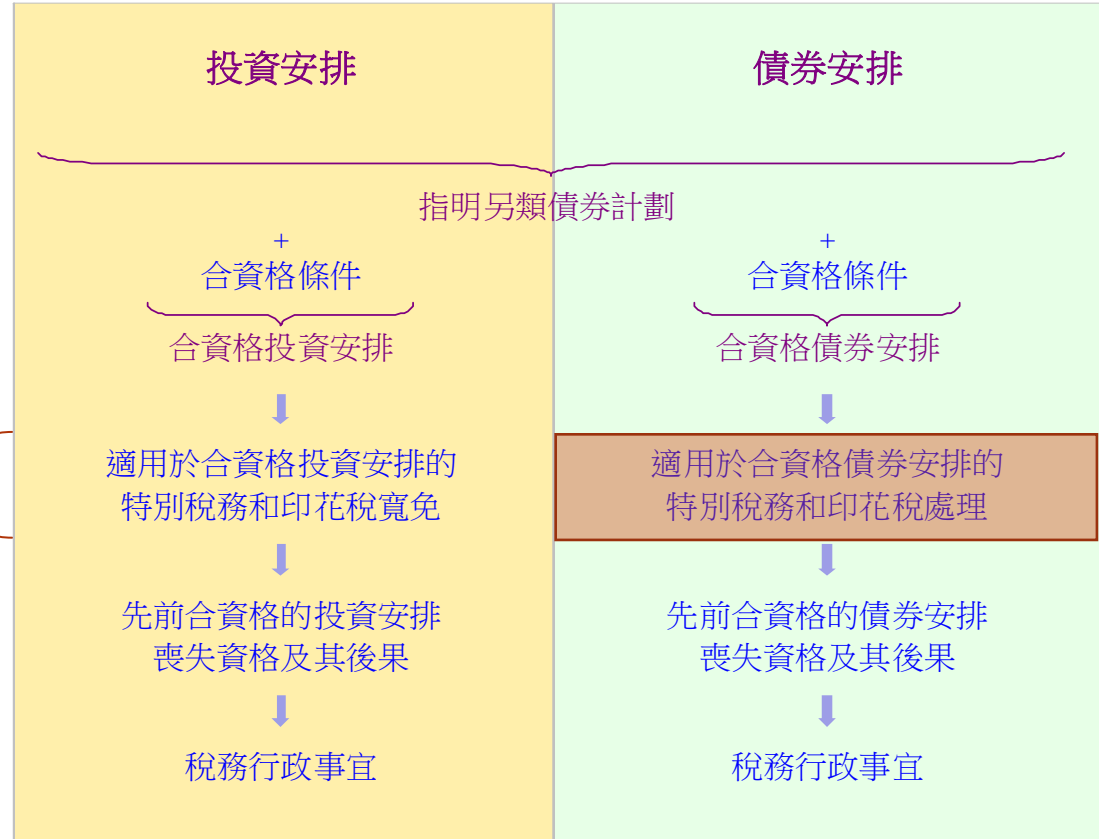 投資安排
債券安排
指明另類債券計劃
+
合資格條件
合資格投資安排
適用於合資格投資安排的
特別稅務和印花稅寬免
先前合資格的投資安排
喪失資格及其後果
稅務行政事宜
+
合資格條件
合資格債券安排
適用於合資格債券安排的
特別稅務和印花稅處理
先前合資格的債券安排
喪失資格及其後果
稅務行政事宜